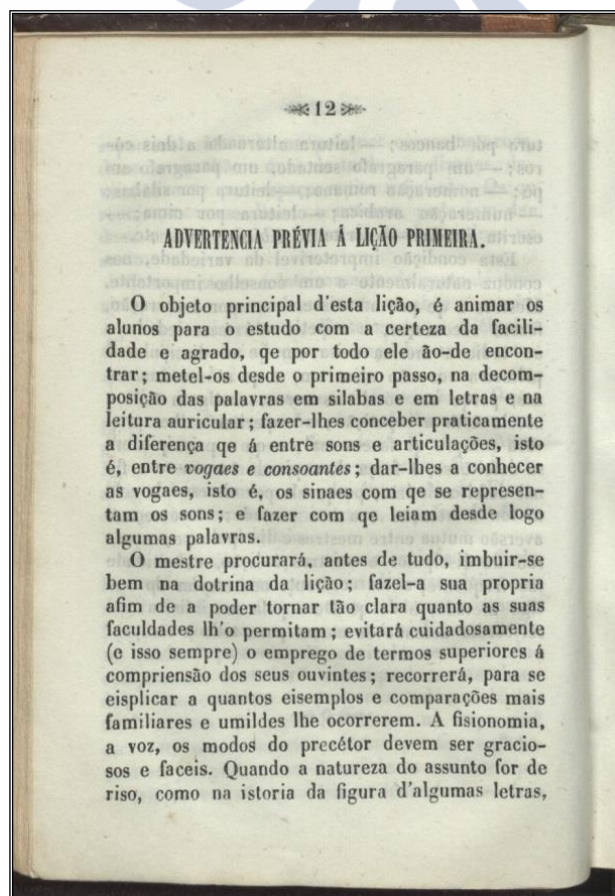 12
ADVERTENCIA PRÉVIA Á LIÇÃO PRIMEIRA.
O objeto principal d'esta lição, é animar os
alunos para o estudo com a certeza da facili-
dade e agrado, qe por todo ele ão-de encon-
trar; metel-os desde o primeiro passo, na decom-
posição das palavras em silabas e em letras e na
leitura auricular; fazer-lhes conceber praticamente
a diferença qe á entre sons e articulações, isto
é, entre vogaes e consoantes; dar-lhes a conhecer
as vogaes, isto é, os sinaes com qe se represen-
tam os sons; e fazer com qe leiam desde logo
algumas palavras.
O mestre procurará, antes de tudo, imbuir-se
bem na dotrina da lição; fazel-a sua propria
afim de a poder tornar tão clara quanto as suas
faculdades lh'o permitam; evitará cuidadosamente
(e isso sempre) o emprego de termos superiores á
compriensão dos seus ouvintes; recorrerá, para se
eisplicar a quantos eisemplos e comparações mais
familiares e umildes lhe ocorrerem. A fisionomia,
a voz, os modos do precétor devem ser gracio-
sos e faceis. Quando a natureza do assunto for de
riso, como na istoria da figura d'algumas letras,